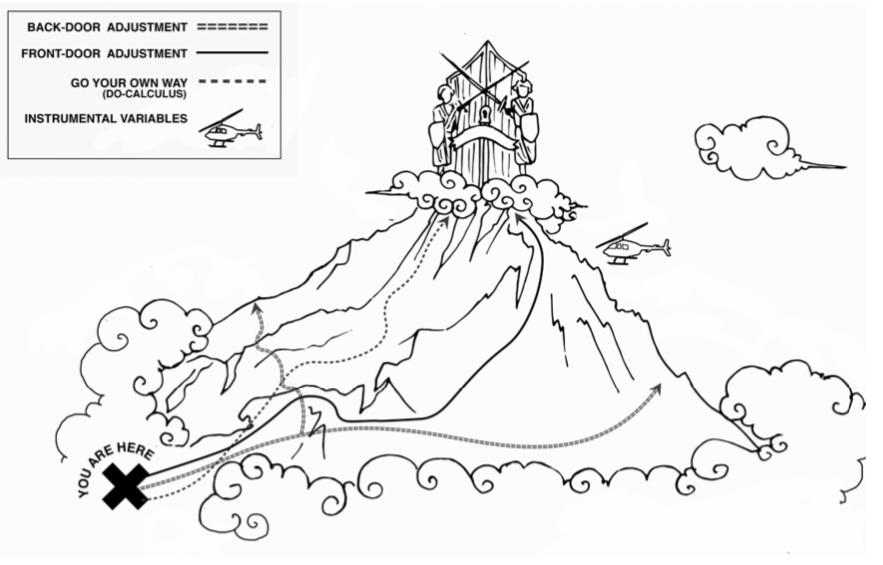 BACK-DOOR ADJUSTMENT
FRONT-DOOR ADJUSTMENT
GO YOUR OWN WAY
(DO-CALCULUS)
INSTRUMENTAL VARIABLES
YOU ARE HERE